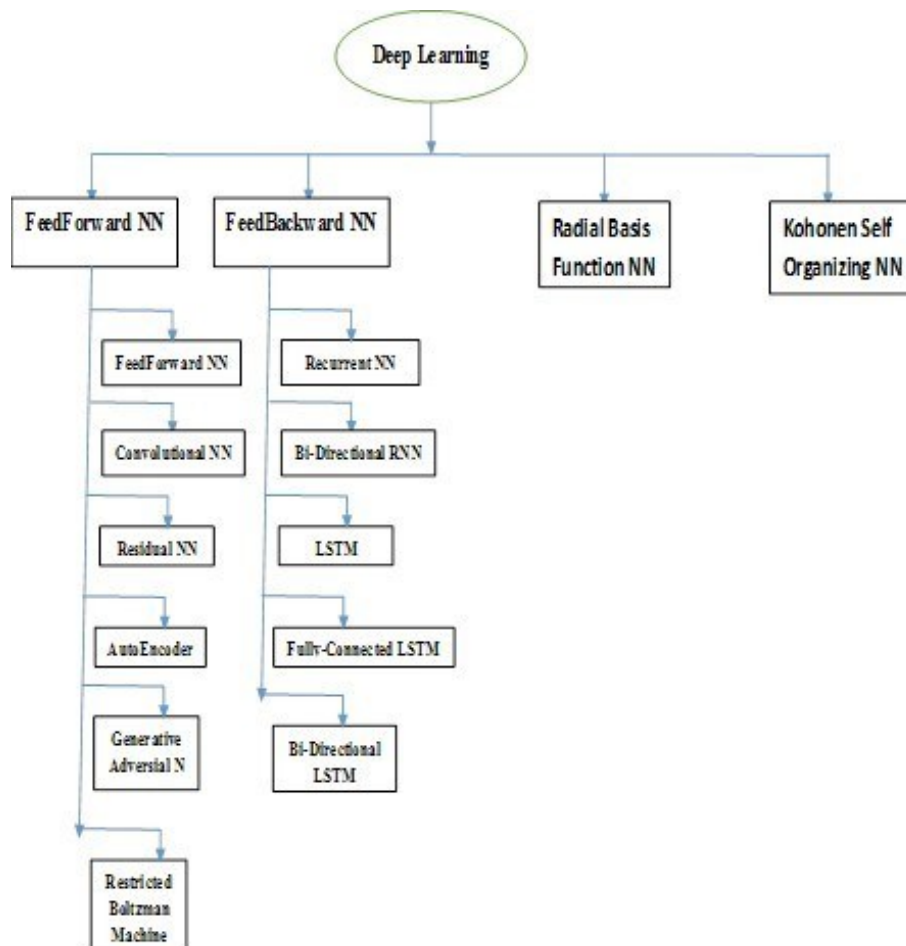 Deep Learning
FeedForward NN
FeedBackward NN
Radial Basis
Function NN
Kohonen Self
Organizing NN
FeedForward NN
Convolutional NN
Residual NN
AutoEncoder
Generative
Adversial N
Restricted
Boltzman
Machine
Recurrent NN
Bi-Directional RNN
LSTM
Fully-Connected LSTM
Bi-Directional
LSTM